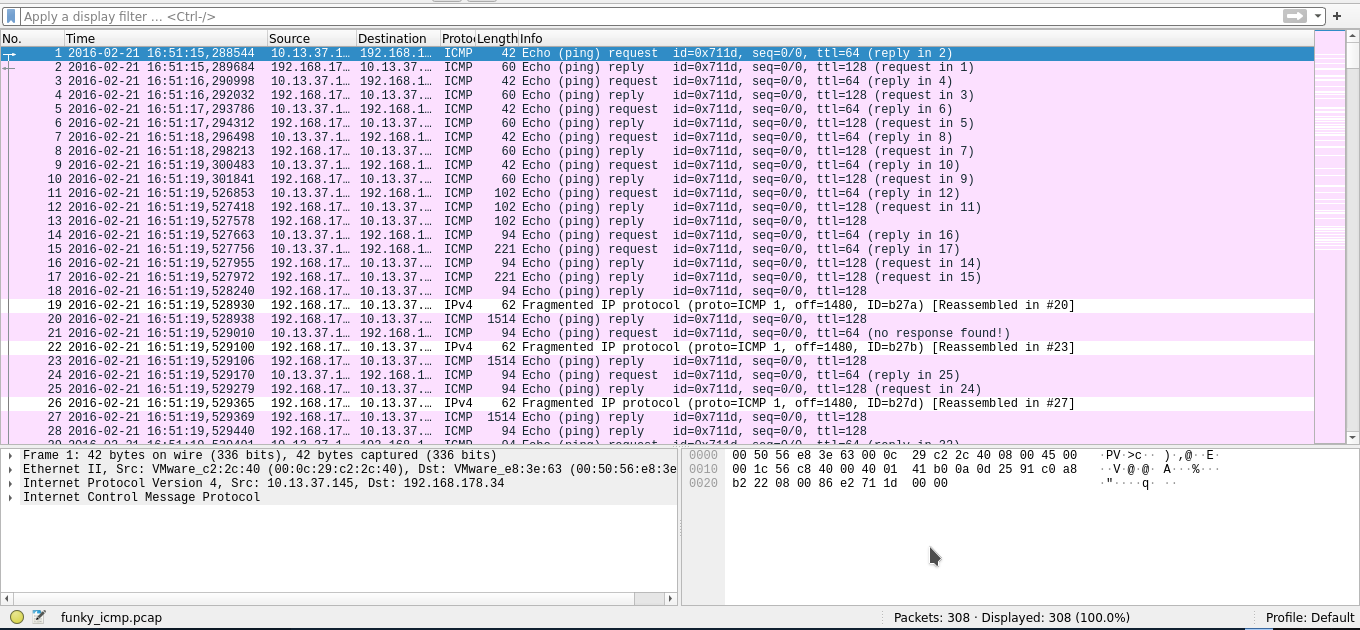 Apply a display filter … <Ctrl-/>
No. Time Source Destination Protoc Length Info
1 2016-02-21 16:51:15,288544 10.13.37.1… 192.168.1… ICMP 42 Echo (ping) request id=0x711d, seq=0/0, ttl=64 (reply in 2)
2 2016-02-21 16:51:15,289684 192.168.17… 10.13.37.… ICMP 60 Echo (ping) reply id=0x711d, seq=0/0, ttl=128 (request in 1)
3 2016-02-21 16:51:16,290998 10.13.37.1… 192.168.1… ICMP 42 Echo (ping) request id=0x711d, seq=0/0, ttl=64 (reply in 4)
4 2016-02-21 16:51:16,292032 192.168.17… 10.13.37.… ICMP 60 Echo (ping) reply id=0x711d, seq=0/0, ttl=128 (request in 3)
5 2016-02-21 16:51:17,293786 10.13.37.1… 192.168.1… ICMP 42 Echo (ping) request id=0x711d, seq=0/0, ttl=64 (reply in 6)
6 2016-02-21 16:51:17,294312 192.168.17… 10.13.37.… ICMP 60 Echo (ping) reply id=0x711d, seq=0/0, ttl=128 (request in 5)
7 2016-02-21 16:51:18,296498 10.13.37.1… 192.168.1… ICMP 42 Echo (ping) request id=0x711d, seq=0/0, ttl=64 (reply in 8)
8 2016-02-21 16:51:18,298213 192.168.17… 10.13.37.… ICMP 60 Echo (ping) reply id=0x711d, seq=0/0, ttl=128 (request in 7)
9 2016-02-21 16:51:19,300483 10.13.37.1… 192.168.1… ICMP 42 Echo (ping) request id=0x711d, seq=0/0, ttl=64 (reply in 10)
10 2016-02-21 16:51:19,301841 192.168.17… 10.13.37.… ICMP 60 Echo (ping) reply id=0x711d, seq=0/0, ttl=128 (request in 9)
11 2016-02-21 16:51:19,526853 10.13.37.1… 192.168.1… ICMP 102 Echo (ping) request id=0x711d, seq=0/0, ttl=64 (reply in 12)
12 2016-02-21 16:51:19,527418 192.168.17… 10.13.37.… ICMP 102 Echo (ping) reply id=0x711d, seq=0/0, ttl=128 (request in 11)
13 2016-02-21 16:51:19,527578 192.168.17… 10.13.37.… ICMP 102 Echo (ping) reply id=0x711d, seq=0/0, ttl=128
14 2016-02-21 16:51:19,527663 10.13.37.1… 192.168.1… ICMP 94 Echo (ping) request id=0x711d, seq=0/0, ttl=64 (reply in 16)
15 2016-02-21 16:51:19,527756 10.13.37.1… 192.168.1… ICMP 221 Echo (ping) request id=0x711d, seq=0/0, ttl=64 (reply in 17)
16 2016-02-21 16:51:19,527955 192.168.17… 10.13.37.… ICMP 94 Echo (ping) reply id=0x711d, seq=0/0, ttl=128 (request in 14)
17 2016-02-21 16:51:19,527972 192.168.17… 10.13.37.… ICMP 221 Echo (ping) reply id=0x711d, seq=0/0, ttl=128 (request in 15)
18 2016-02-21 16:51:19,528240 192.168.17… 10.13.37.… ICMP 94 Echo (ping) reply id=0x711d, seq=0/0, ttl=128
19 2016-02-21 16:51:19,528930 192.168.17… 10.13.37.… IPv4 62 Fragmented IP protocol (proto=ICMP 1, off=1480, ID=b27a) [Reassembled in #20]
20 2016-02-21 16:51:19,528938 192.168.17… 10.13.37.… ICMP 1514 Echo (ping) reply id=0x711d, seq=0/0, ttl=128
21 2016-02-21 16:51:19,529010 10.13.37.1… 192.168.1… ICMP 94 Echo (ping) request id=0x711d, seq=0/0, ttl=64 (no response found!)
22 2016-02-21 16:51:19,529100 192.168.17… 10.13.37.… IPv4 62 Fragmented IP protocol (proto=ICMP 1, off=1480, ID=b27b) [Reassembled in #23]
23 2016-02-21 16:51:19,529106 192.168.17… 10.13.37.… ICMP 1514 Echo (ping) reply id=0x711d, seq=0/0, ttl=128
24 2016-02-21 16:51:19,529170 10.13.37.1… 192.168.1… ICMP 94 Echo (ping) request id=0x711d, seq=0/0, ttl=64 (reply in 25)
25 2016-02-21 16:51:19,529279 192.168.17… 10.13.37.… ICMP 94 Echo (ping) reply id=0x711d, seq=0/0, ttl=128 (request in 24)
26 2016-02-21 16:51:19,529365 192.168.17… 10.13.37.… IPv4 62 Fragmented IP protocol (proto=ICMP 1, off=1480, ID=b27d) [Reassembled in #27]
27 2016-02-21 16:51:19,529369 192.168.17… 10.13.37.… ICMP 1514 Echo (ping) reply id=0x711d, seq=0/0, ttl=128
28 2016-02-21 16:51:19,529440 192.168.17… 10.13.37.… ICMP 94 Echo (ping) reply id=0x711d, seq=0/0, ttl=128
Frame 1: 42 bytes on wire (336 bits), 42 bytes captured (336 bits)
Ethernet II, Src: VMware_c2:2c:40 (00:0c:29:c2:2c:40), Dst: VMware_e8:3e:63 (00:50:56:e8:3e
Internet Protocol Version 4, Src: 10.13.37.145, Dst: 192.168.178.34
Internet Control Message Protocol
0000 00 50 56 e8 3e 63 00 0c 29 c2 2c 40 08 00 45 00 ·PV·>c·· )·,@··E·
0010 00 1c 56 c8 40 00 40 01 41 b0 0a 0d 25 91 c0 a8 ··V·@·@· A···%···
0020 b2 22 08 00 86 e2 71 1d 00 00 ·"····q· ··
funky_icmp.pcap
Packets: 308 · Displayed: 308 (100.0%)
Profile: Default